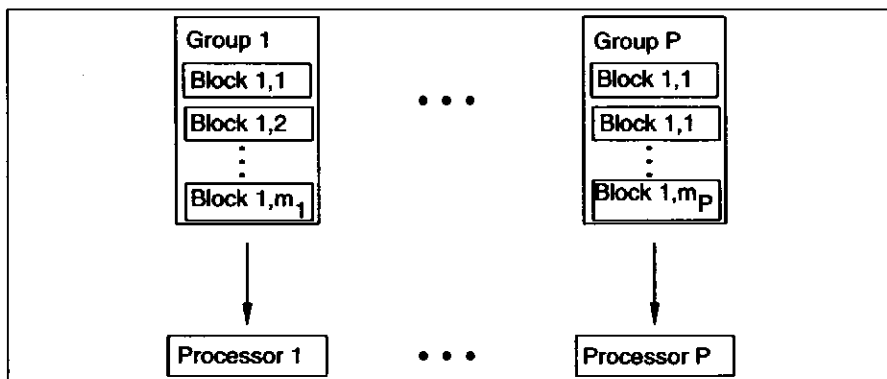 Group 1
Block 1,1
Block 1,2
Block 1,m1
Processor 1
Group P
Block 1,1
Block 1,1
Block 1,mP
Processor P